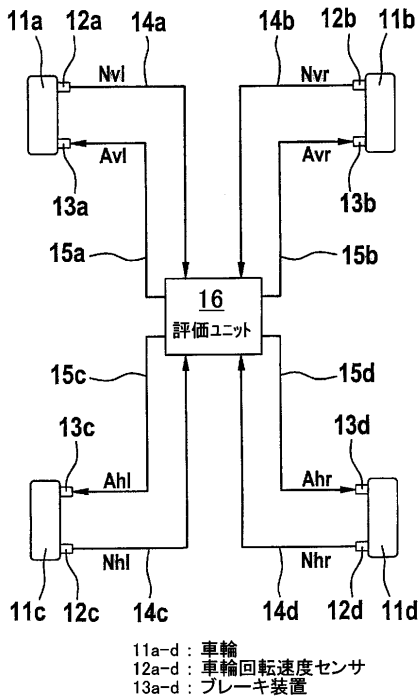 11a 12a 14a 14b 12b 11b
Nvl Nvr
Avl Avr
13a 13b
15a 15b
16
評価ユニット
15c 15d
13c 13d
Ahl Ahr
Nhl Nhr
11c 12c 14c 14d 12d 11d
11a-d : 車輪
12a-d : 車輪回転速度センサ
13a-d : ブレーキ装置